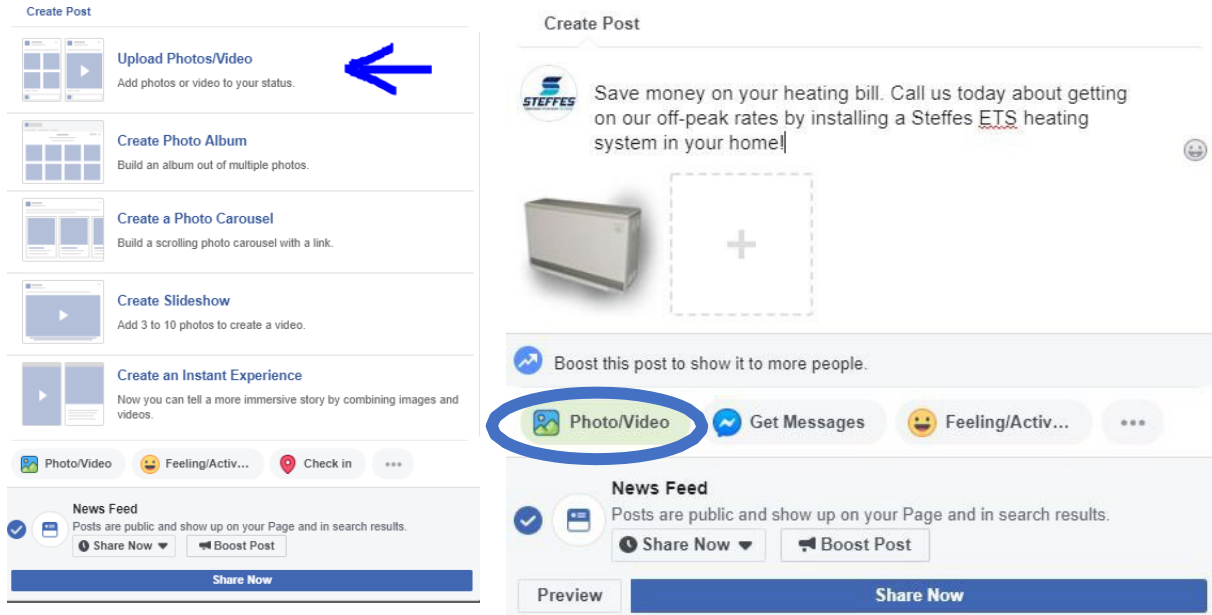 Create Post
Upload Photos/Video
Add photos or video to your status.
Create Photo Album
Build an album out of multiple photos.
Create a Photo Carousel
Build a scrolling photo carousel with a link.
Create Slideshow
Add 3 to 10 photos to create a video.
Create an Instant Experience
Now you can tell a more immersive story by combining images and
videos.
Photo/Video
Feeling/Activ...
Check in
News Feed
Posts are public and show up on your Page and in search results.
Share Now
Boost Post
Share Now
Create Post
STEFFES
Save money on your heating bill. Call us today about getting
on our off-peak rates by installing a Steffes ETS heating
system in your home!
Boost this post to show it to more people.
Photo/Video
Get Messages
Feeling/Activ...
News Feed
Posts are public and show up on your Page and in search results.
Share Now
Boost Post
Preview
Share Now